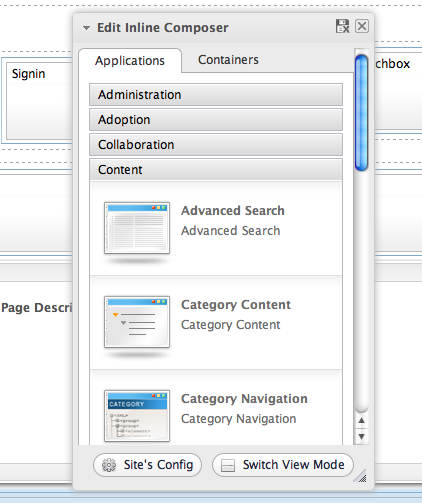 Edit Inline Composer
Applications
Containers
Signin
chbox
Administration
Adoption
Collaboration
Content
Advanced Search
Advanced Search
Page Descri
Category Content
Category Content
CATEGORY
Category Navigation
Category Navigation
Site's Config
Switch View Mode